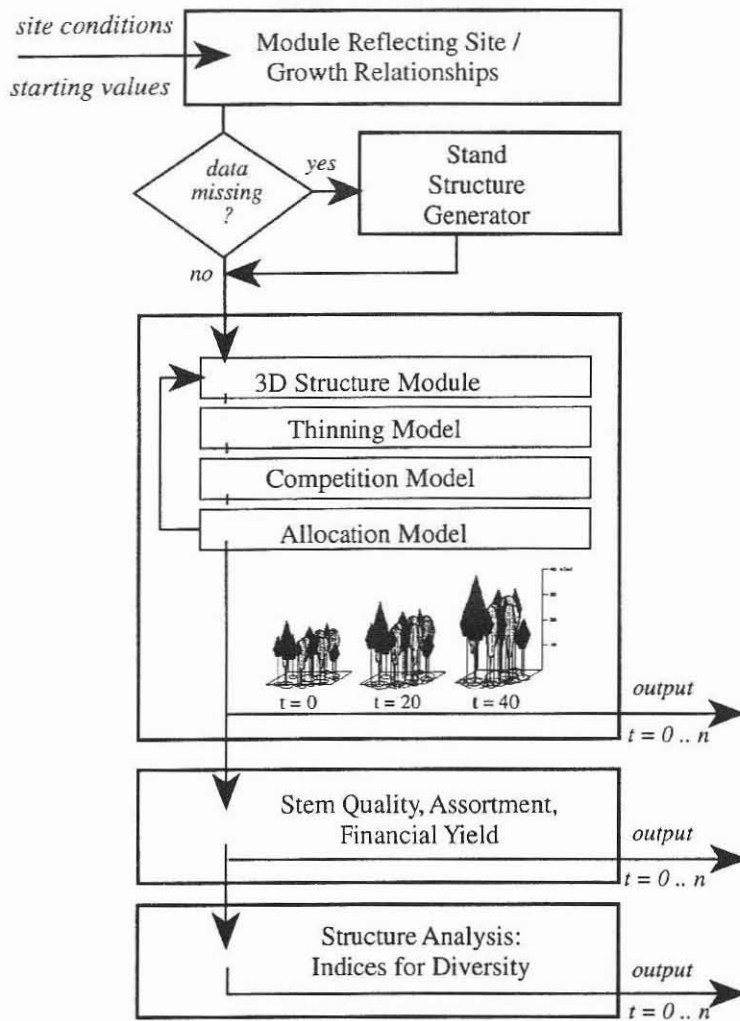 site conditions
starting values
Module Reflecting Site /
Growth Relationships
data
missing
?
yes
no
Stand
Structure
Generator
3D Structure Module
Thinning Model
Competition Model
Allocation Model
t = 0
t = 20
t = 40
output
t = 0 .. n
Stem Quality, Assortment,
Financial Yield
output
t = 0 .. n
Structure Analysis:
Indices for Diversity
output
t = 0 .. n